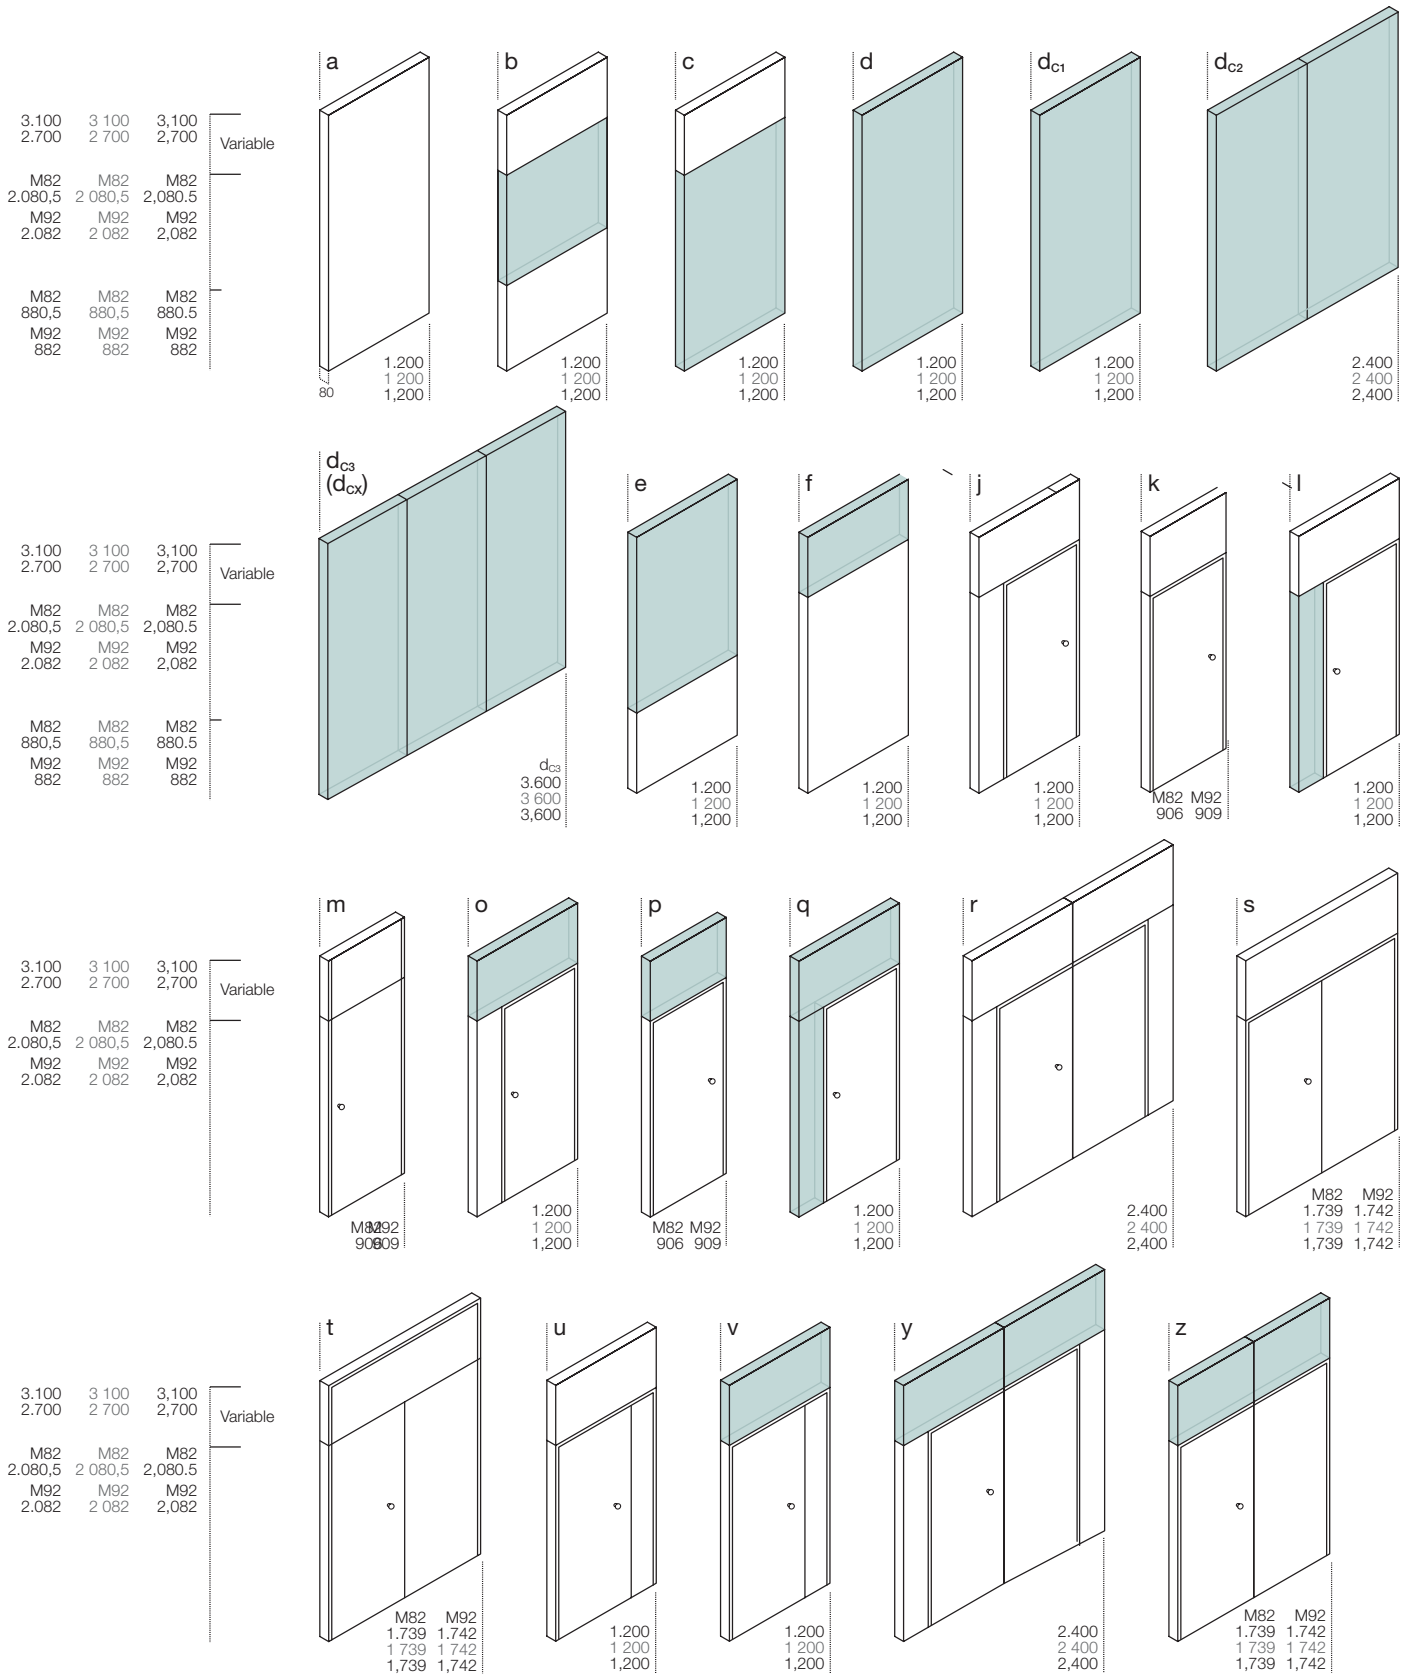 a b c d dC1 dC2
3.100 3 100 3,100
2.700 2 700 2,700
Variable
M82 M82 M82
2.080,5 2 080,5 2,080.5
M92 M92 M92
2.082 2 082 2,082
M82 M82 M82
880,5 880,5 880.5
M92 M92 M92
882 882 882
80
1.200 1.200 1.200 1.200 1.200 2.400
1 200 1 200 1 200 1 200 1 200 2 400
1,200 1,200 1,200 1,200 1,200 2,400
dC3
(dCX)
e f j k l
3.100 3 100 3,100
2.700 2 700 2,700
Variable
M82 M82 M82
2.080,5 2 080,5 2,080.5
M92 M92 M92
2.082 2 082 2,082
M82 M82 M82
880,5 880,5 880.5
M92 M92 M92
882 882 882
dC3
3.600
3 600
3,600
1.200 1.200 1.200 M82 M92 1.200
1 200 1 200 1 200 906 909 1 200
1,200 1,200 1,200 1,200
m o p q r s
3.100 3 100 3,100
2.700 2 700 2,700
Variable
M82 M82 M82
2.080,5 2 080,5 2,080.5
M92 M92 M92
2.082 2 082 2,082
M82 M92
906 909
1.200
1 200
1,200
M82 M92
906 909
1.200
1 200
1,200
2.400
2 400
2,400
M82 M92
1.739 1.742
1 739 1 742
1,739 1,742
t u v y z
3.100 3 100 3,100
2.700 2 700 2,700
Variable
M82 M82 M82
2.080,5 2 080,5 2,080.5
M92 M92 M92
2.082 2 082 2,082
M82 M92
1.739 1.742
1 739 1 742
1,739 1,742
1.200
1 200
1,200
1.200
1 200
1,200
2.400
2 400
2,400
M82 M92
1.739 1.742
1 739 1 742
1,739 1,742